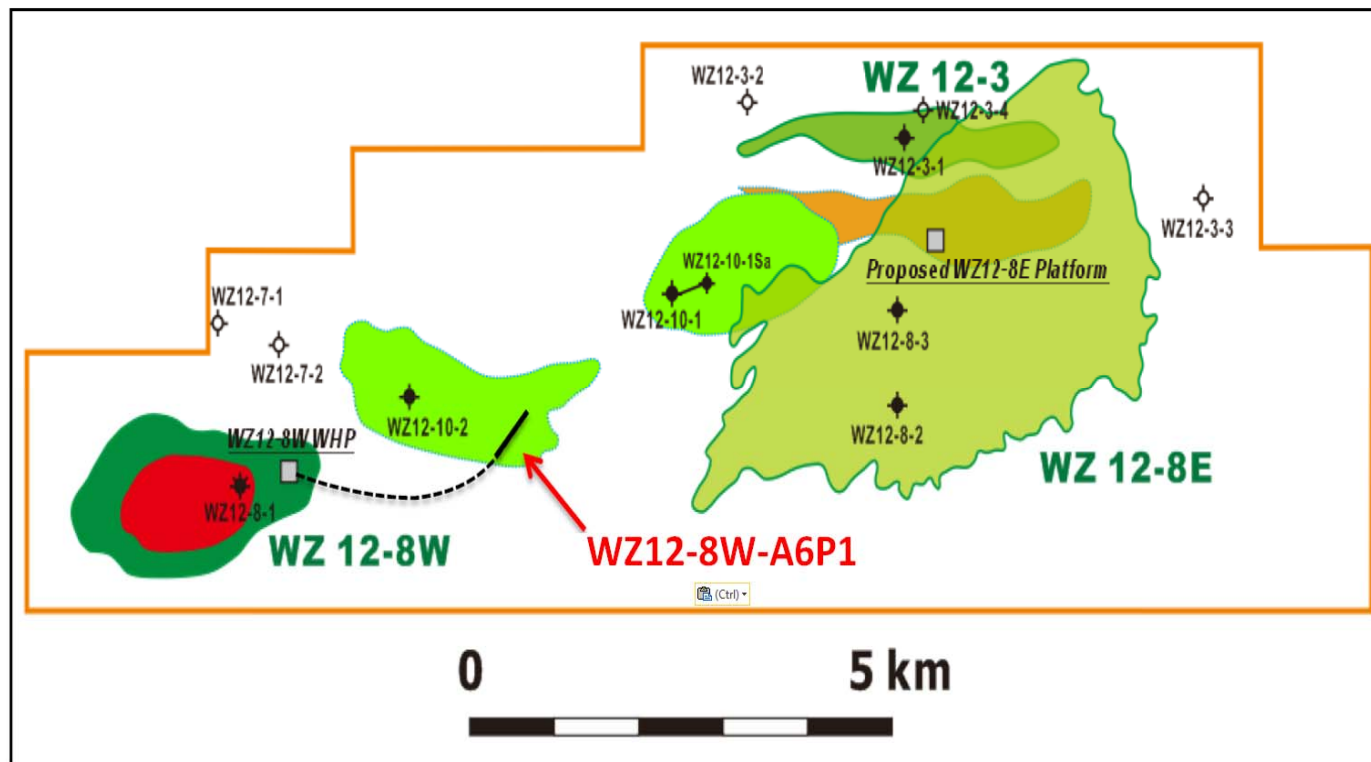 WZ12-3-2
WZ 12-3
WZ12-3-4
WZ12-3-1
WZ12-3-3
Proposed WZ12-8E Platform
WZ12-10-1Sa
WZ12-10-1
WZ12-7-1
WZ12-8-3
WZ12-7-2
WZ12-10-2
WZ12-8-2
WZ12-8W WHP
WZ 12-8E
WZ12-8-1
WZ 12-8W
WZ12-8W-A6P1
(Ctrl)
0
5 km